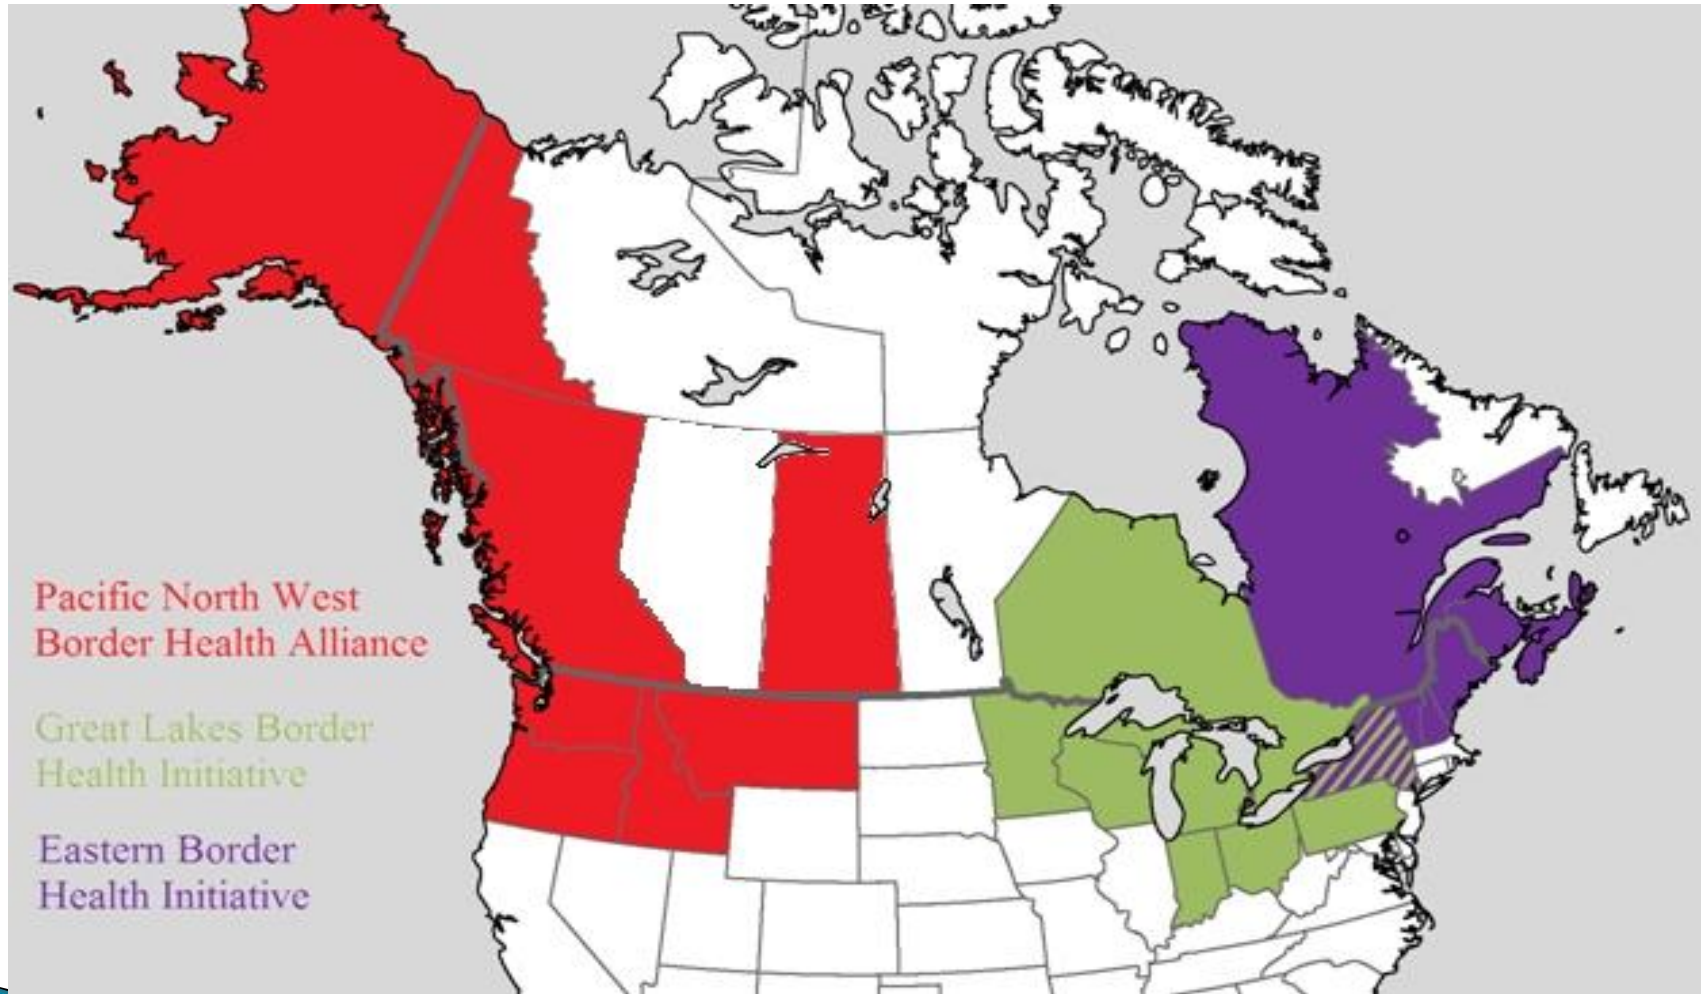 Pacific North West
Border Health Alliance
Great Lakes Border
Health Initiative
Eastern Border
Health Initiative